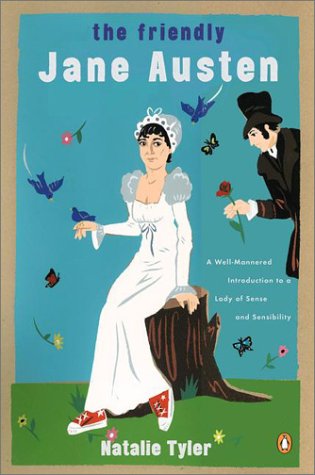 the friendly
Jane Austen
A Well-Mannered
Introduction to a
Lady of Sense
and Sensibility
Natalie Tyler